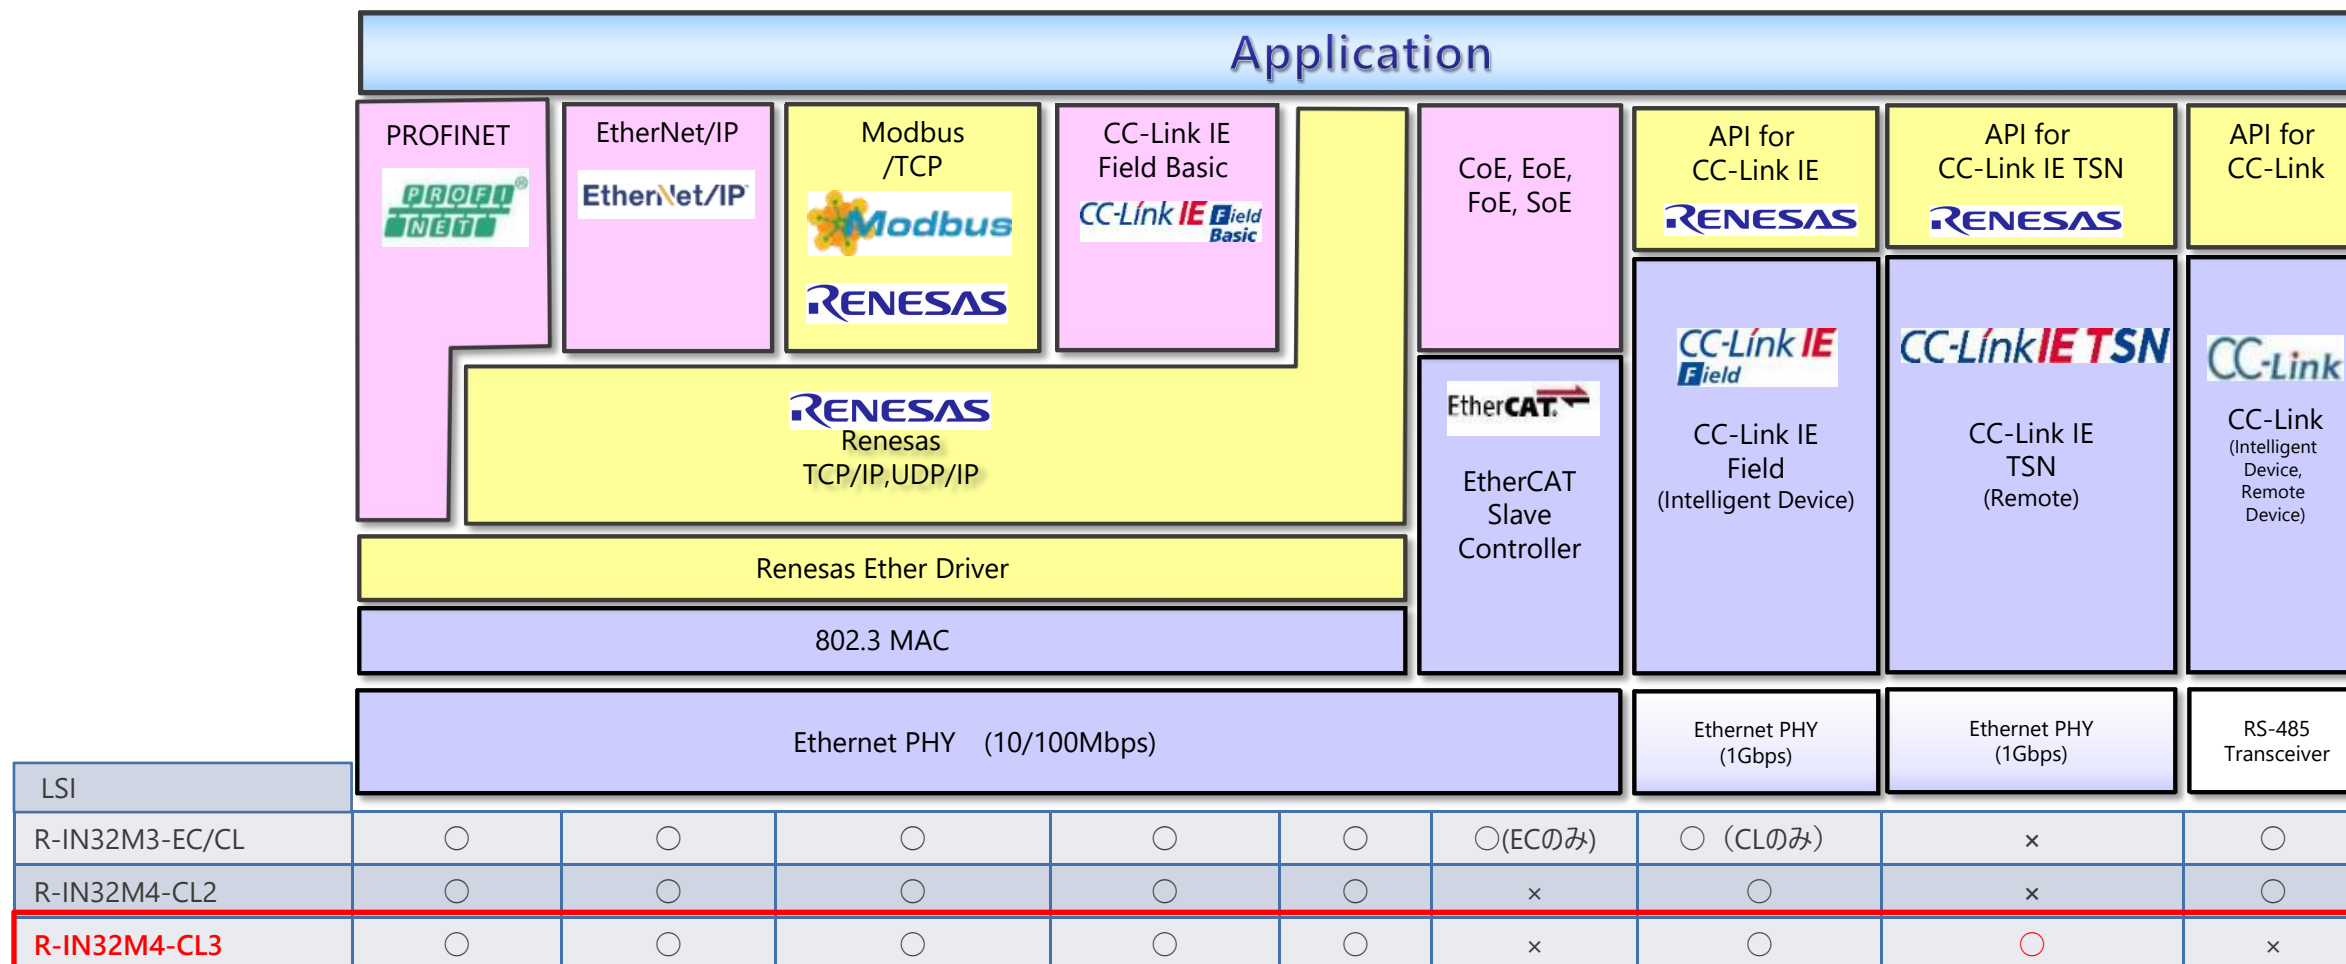 Application
PROFINET
PROFI
NET
®
EtherNet/IP
EtherNet/IP
Modbus
/TCP
Modbus
RENESAS
CC-Link IE
Field Basic
CC-Link IE Field
Basic
CoE, EoE,
FoE, SoE
API for
CC-Link IE
RENESAS
API for
CC-Link IE TSN
RENESAS
API for
CC-Link
RENESAS
Renesas
TCP/IP,UDP/IP
EtherCAT
EtherCAT
Slave
Controller
CC-Link IE
Field
CC-Link IE
Field
(Intelligent Device)
CC-Link IE TSN
CC-Link IE
TSN
(Remote)
CC-Link
CC-Link
(Intelligent
Device,
Remote
Device)
Renesas Ether Driver
802.3 MAC
Ethernet PHY (10/100Mbps)
Ethernet PHY
(1Gbps)
Ethernet PHY
(1Gbps)
RS-485
Transceiver
LSI
R-IN32M3-EC/CL ○ ○ ○ ○ ○ ○(ECのみ) ○（CLのみ） × ○
R-IN32M4-CL2 ○ ○ ○ ○ ○ × ○ × ○
R-IN32M4-CL3 ○ ○ ○ ○ ○ × ○ ○ ×